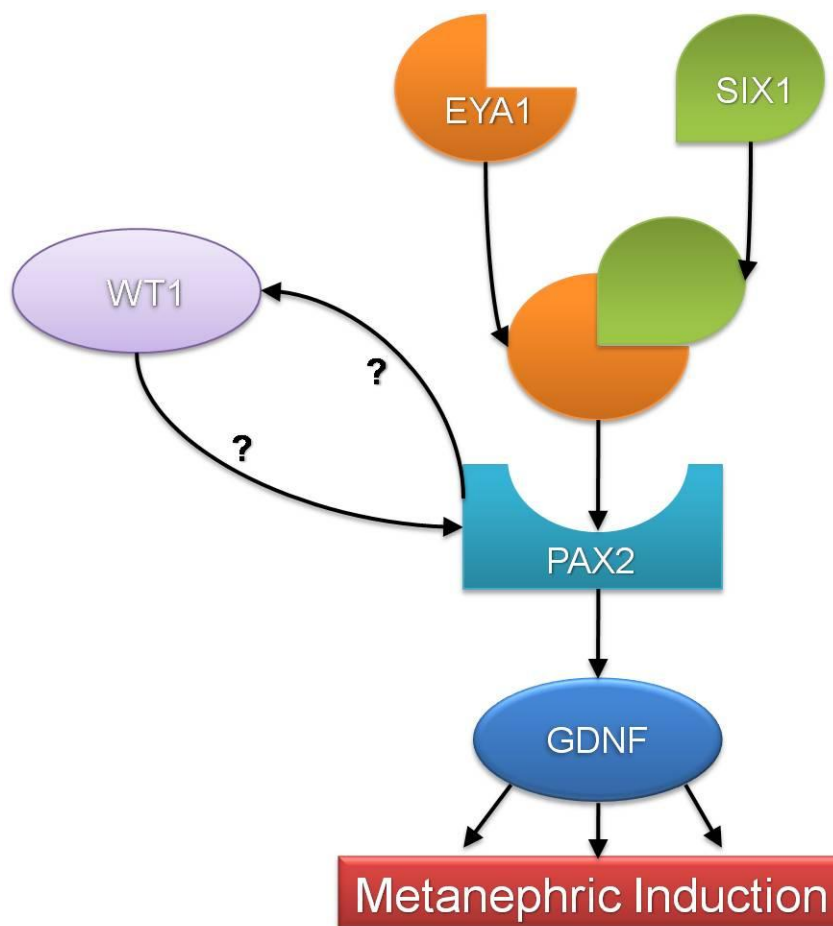 EYA1
SIX1
WT1
?
?
PAX2
GDNF
Metanephric Induction